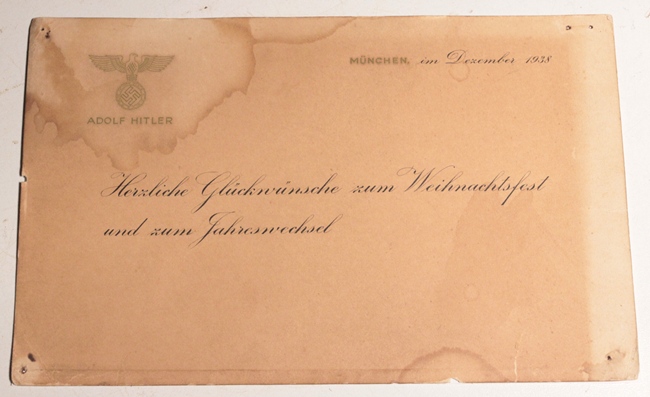 MÜNCHEN, im Dezember 1938
ADOLF HITLER
Herzliche Glückwünsche zum Weihnachtsfest
und zum Jahreswechsel